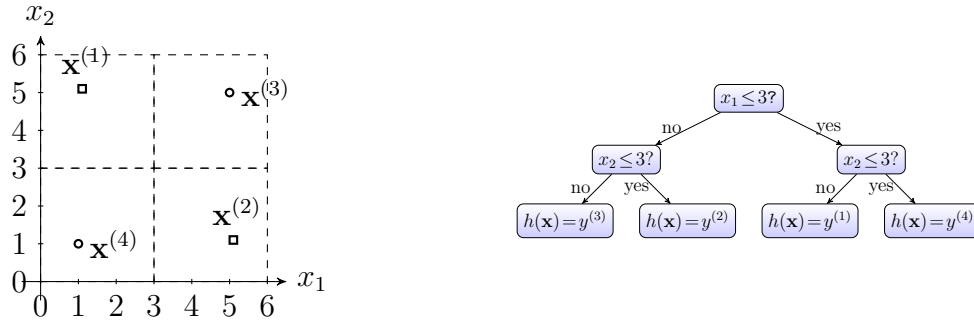 x₂
6
x⁽¹⁾
5
x⁽³⁾
4
3
2
x⁽²⁾
1
x⁽⁴⁾
0
x₁
0 1 2 3 4 5 6
x₁ ≤ 3?
no yes
x₂ ≤ 3? x₂ ≤ 3?
no yes no yes
h(x) = y⁽³⁾ h(x) = y⁽²⁾ h(x) = y⁽¹⁾ h(x) = y⁽⁴⁾